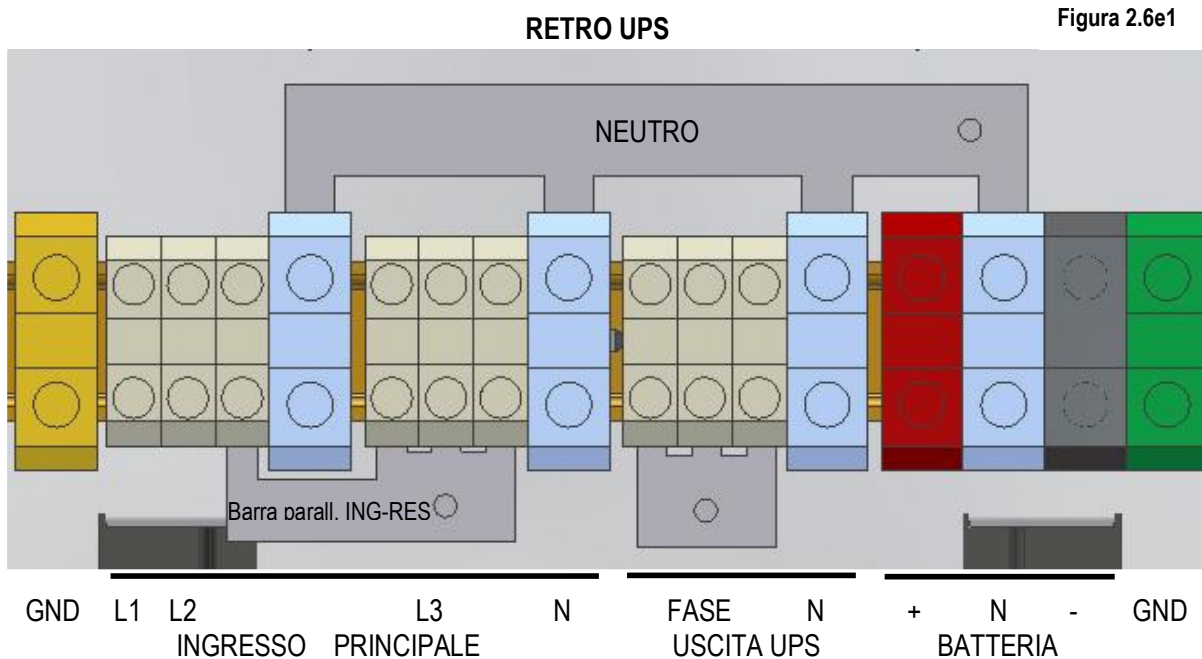 Figura 2.6e1
RETRO UPS
NEUTRO
Barra parall. ING-RES
GND L1 L2 L3 N FASE N + N - GND
INGRESSO PRINCIPALE USCITA UPS BATTERIA